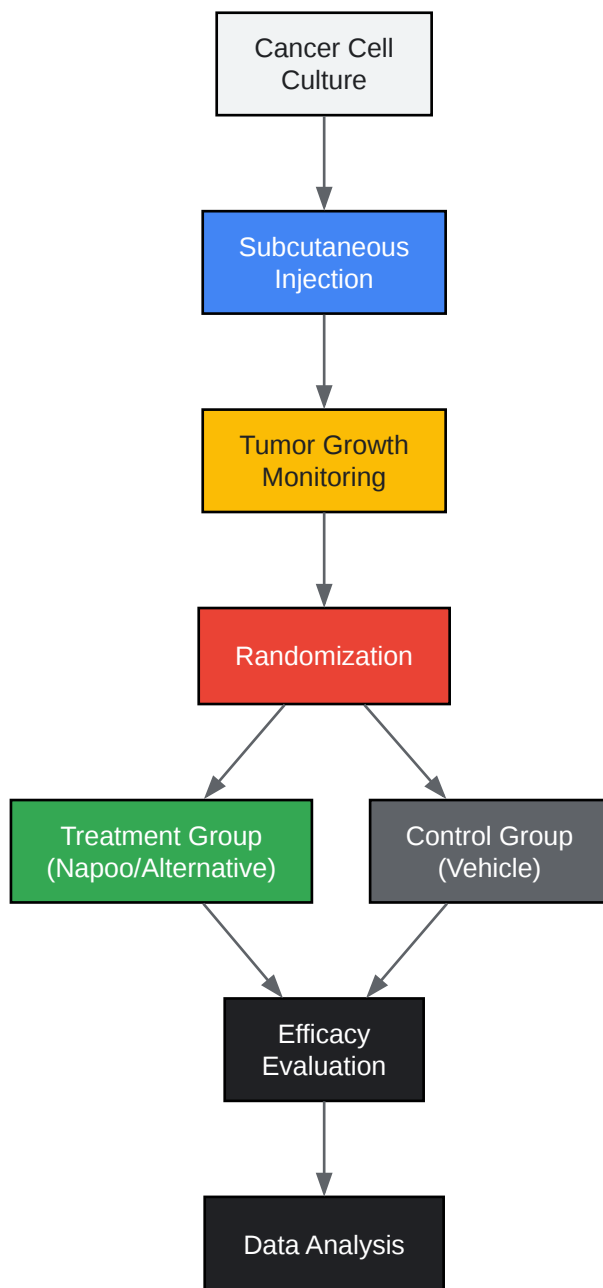 Cancer Cell
Culture
Subcutaneous
Injection
Tumor Growth
Monitoring
Randomization
Treatment Group
(Napoo/Alternative)
Control Group
(Vehicle)
Efficacy
Evaluation
Data Analysis